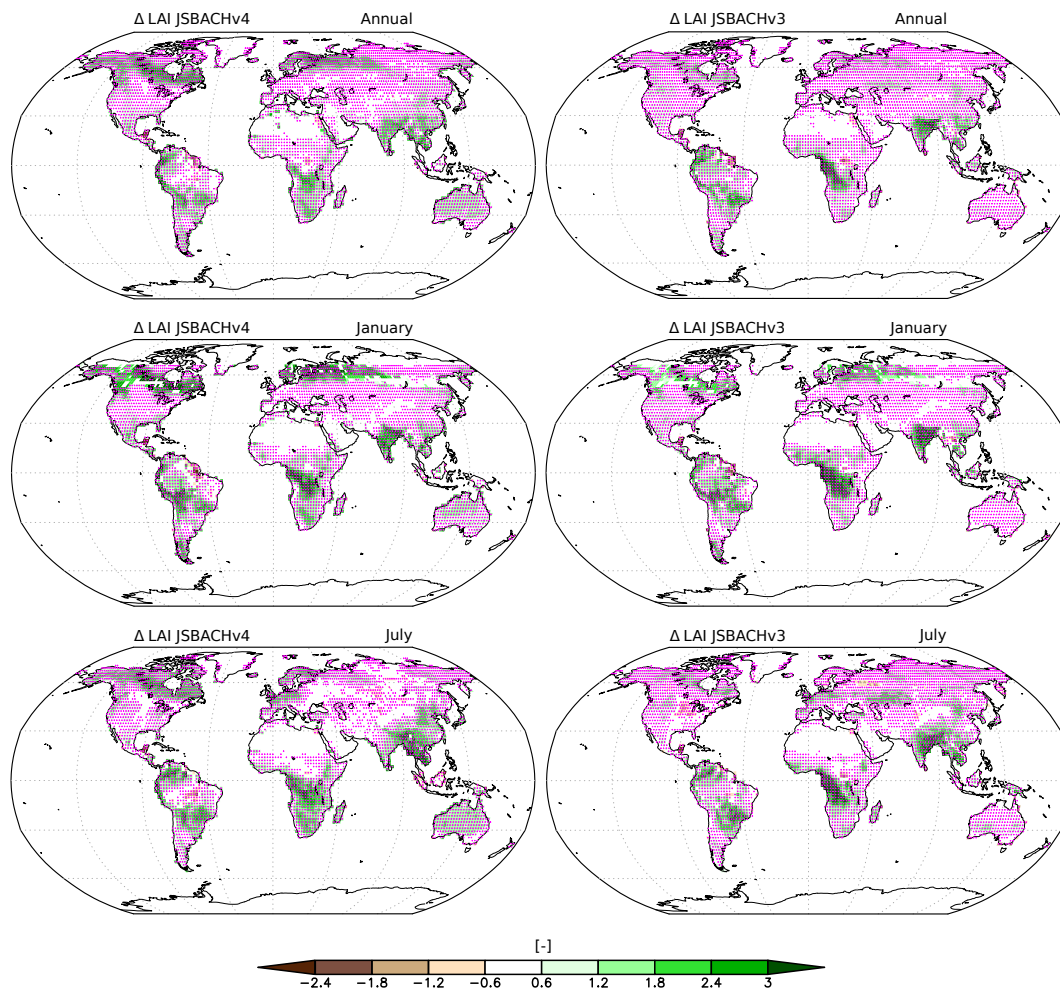 Δ LAI JSBACHv4 Annual Δ LAI JSBACHv3 Annual
Δ LAI JSBACHv4 January Δ LAI JSBACHv3 January
Δ LAI JSBACHv4 July Δ LAI JSBACHv3 July
[-]
−2.4 −1.8 −1.2 −0.6 0.6 1.2 1.8 2.4 3